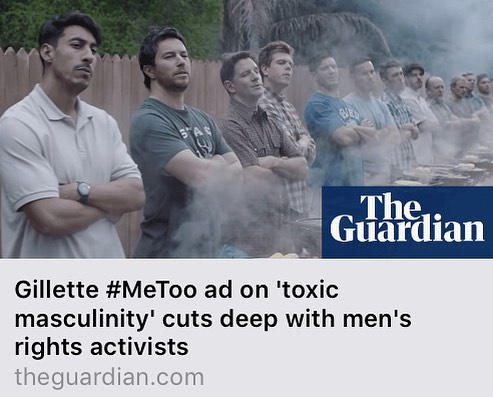 The
Guardian
Gillette #MeToo ad on 'toxic
masculinity' cuts deep with men's
rights activists
theguardian.com